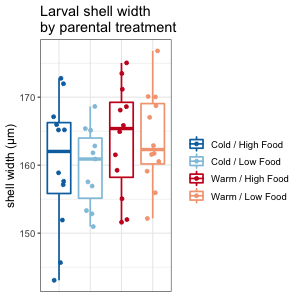 Larval shell width
by parental treatment
shell width (μm)
170
160
150
Cold / High Food
Cold / Low Food
Warm / High Food
Warm / Low Food